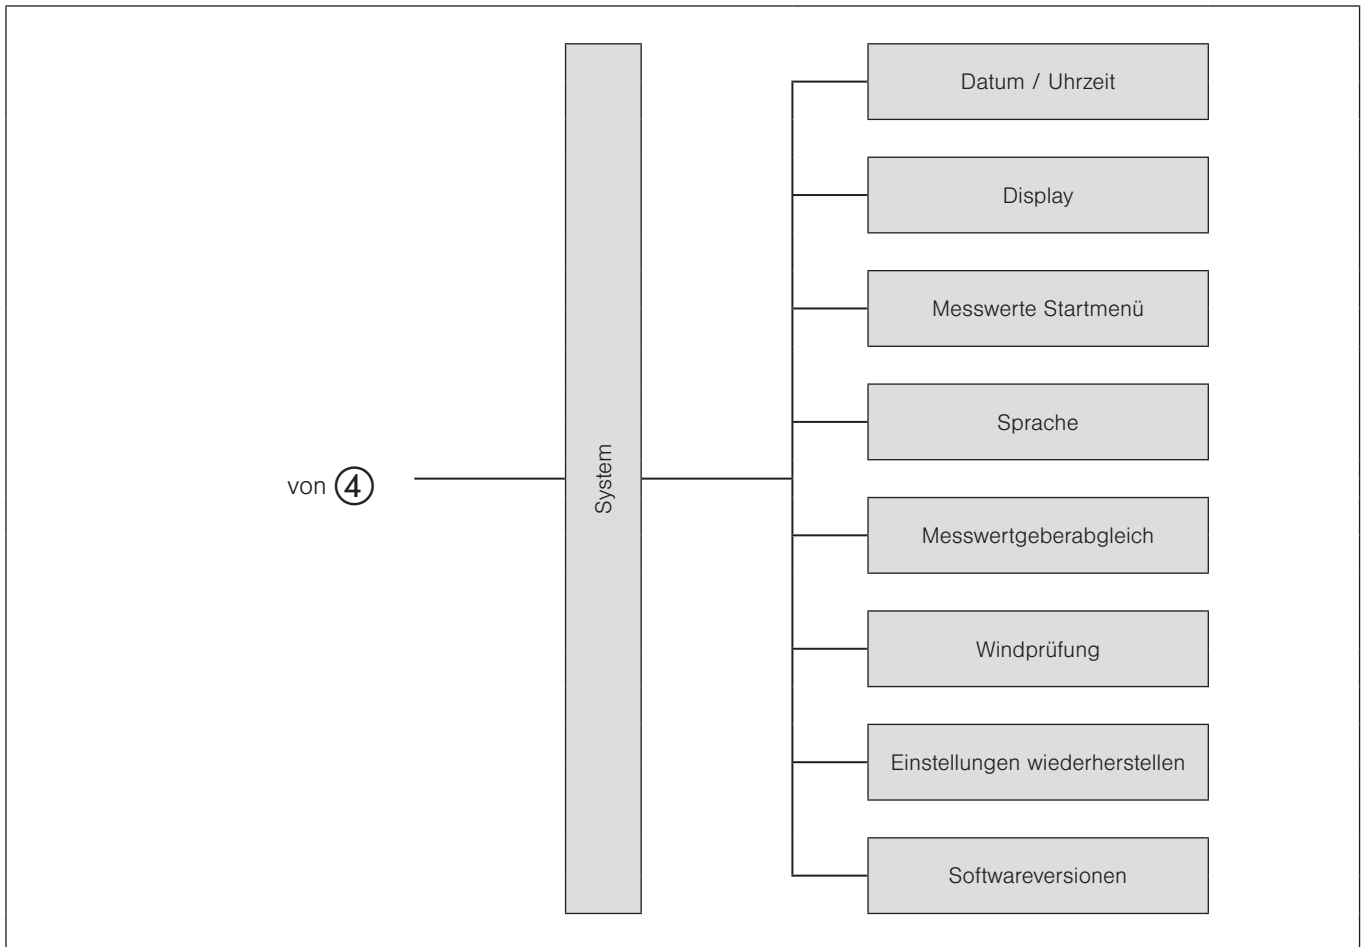 Datum / Uhrzeit
Display
Messwerte Startmenü
Sprache
von ④
System
Messwertgeberabgleich
Windprüfung
Einstellungen wiederherstellen
Softwareversionen